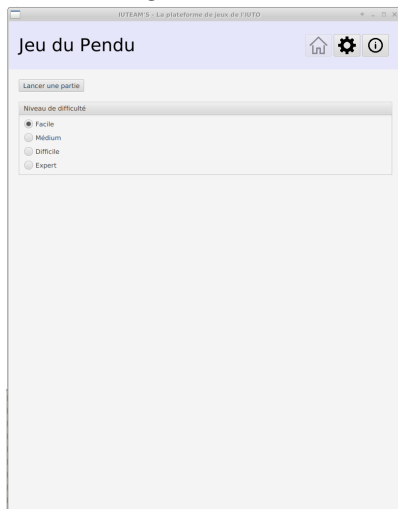 IUTEAM'S - La plateforme de jeux de l'IUTO
Jeu du Pendu
Lancer une partie
Niveau de difficulté
Facile
Médium
Difficile
Expert